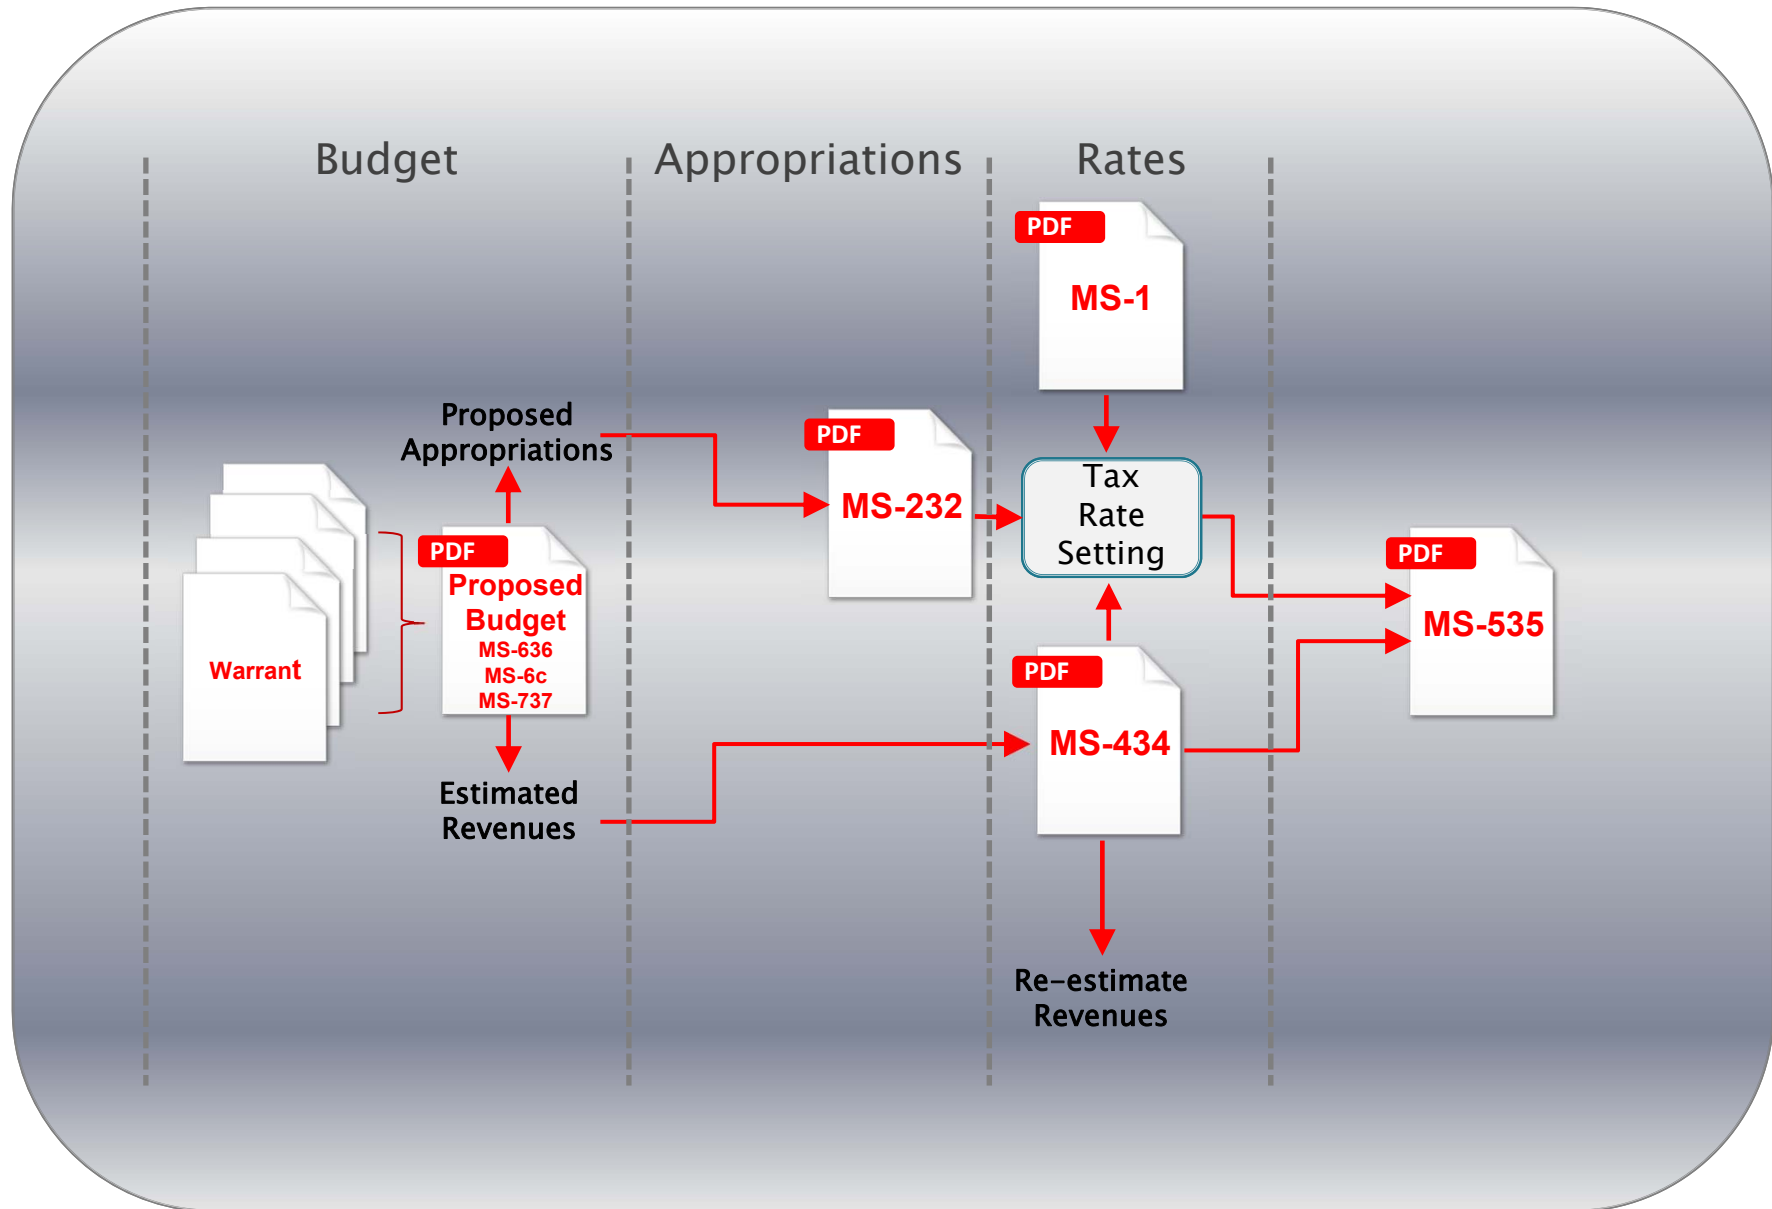 Budget
Appropriations
Rates
PDF
MS-1
Proposed
Appropriations
PDF
MS-232
Tax
Rate
Setting
Warrant
PDF
Proposed
Budget
MS-636
MS-6c
MS-737
PDF
MS-535
PDF
MS-434
Estimated
Revenues
Re-estimate
Revenues